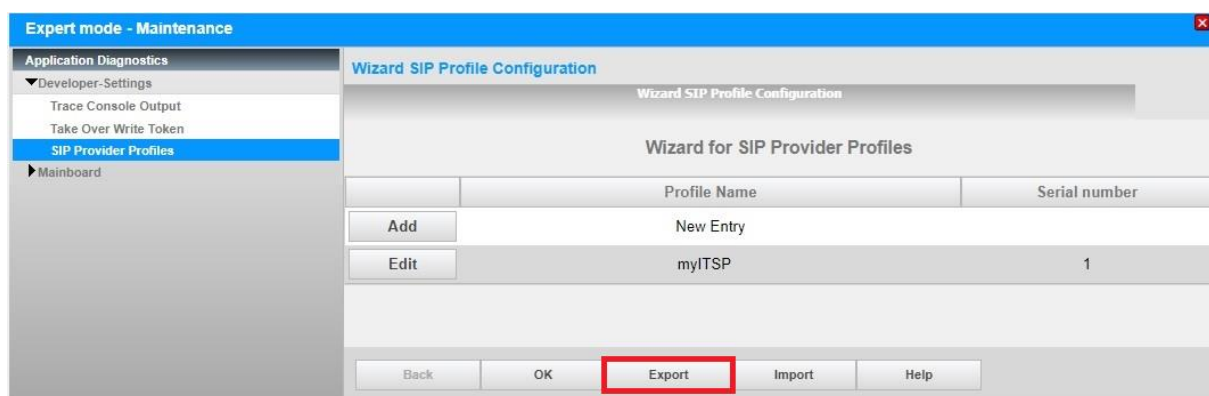 Expert mode - Maintenance
Application Diagnostics
Developer-Settings
Trace Console Output
Take Over Write Token
SIP Provider Profiles
Mainboard
Wizard SIP Profile Configuration
Wizard SIP Profile Configuration
Wizard for SIP Provider Profiles
Profile Name Serial number
Add New Entry
Edit myITSP 1
Back OK Export Import Help